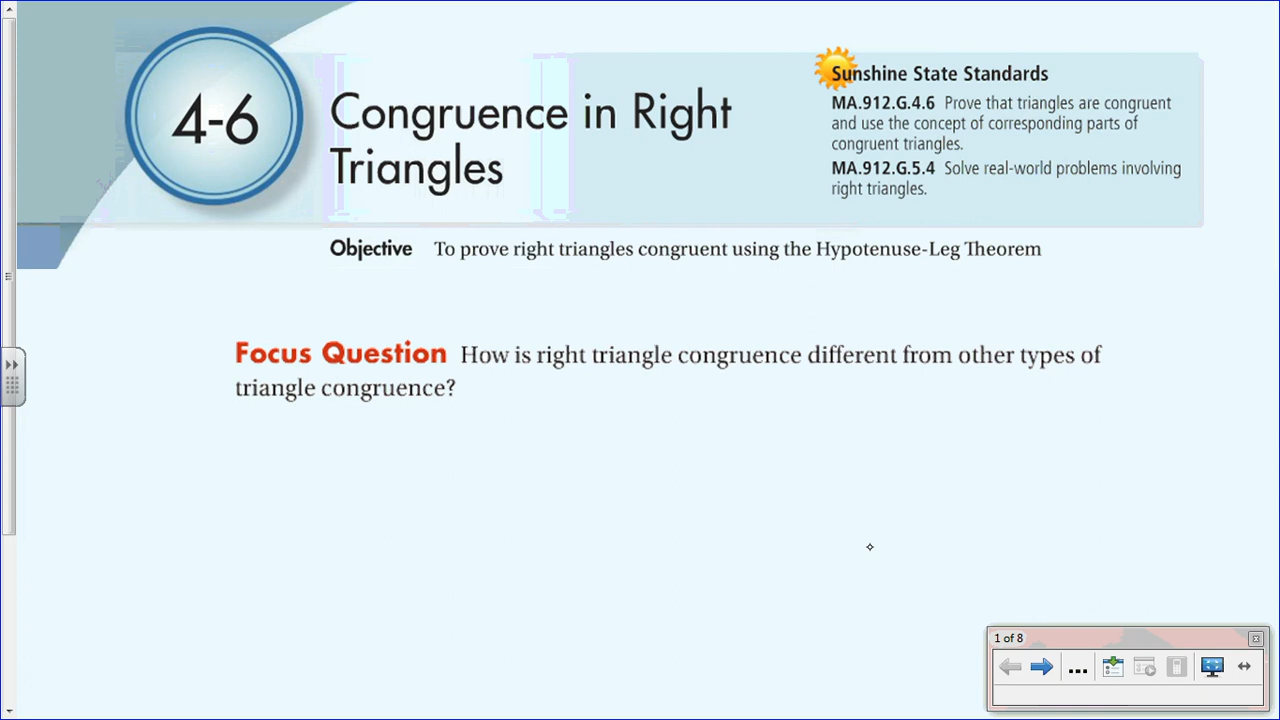 4-6
Congruence in Right
Triangles
Sunshine State Standards
MA.912.G.4.6 Prove that triangles are congruent
and use the concept of corresponding parts of
congruent triangles.
MA.912.G.5.4 Solve real-world problems involving
right triangles.
Objective To prove right triangles congruent using the Hypotenuse-Leg Theorem
Focus Question How is right triangle congruence different from other types of
triangle congruence?
1 of 8